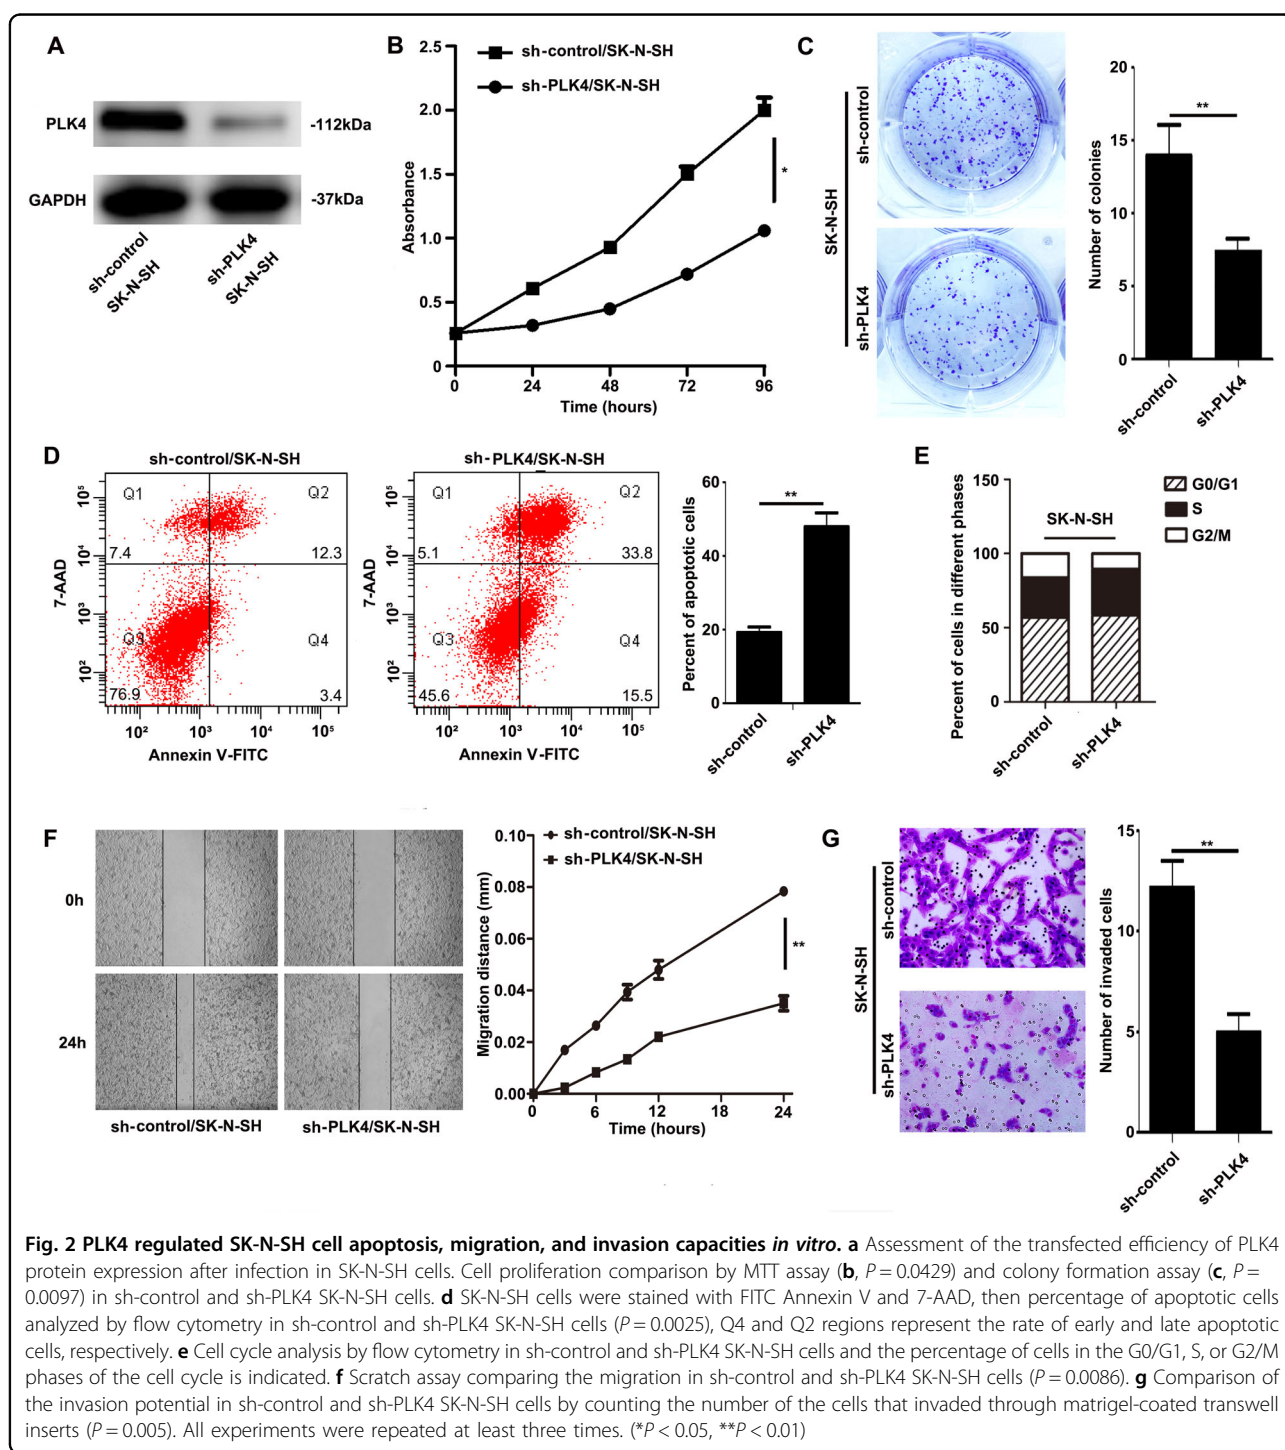 A
PLK4
-112kDa
GAPDH
-37kDa
sh-control
SK-N-SH
sh-PLK4
SK-N-SH
B
sh-control/SK-N-SH
sh-PLK4/SK-N-SH
2.5
2.0
1.5
1.0
0.5
0
Absorbance
*
0 24 48 72 96
Time (hours)
C
SK-N-SH
sh-control
sh-PLK4
Number of colonies
20
15
10
5
0
**
sh-control
sh-PLK4
D
sh-control/SK-N-SH
Q1
Q2
7.4
12.3
Q3
Q4
76.9
3.4
7-AAD
10⁵
10⁴
10³
10²
10² 10³ 10⁴ 10⁵
Annexin V-FITC
sh-PLK4/SK-N-SH
Q1
Q2
5.1
33.8
Q3
Q4
45.6
15.5
7-AAD
10⁵
10⁴
10³
10²
10² 10³ 10⁴ 10⁵
Annexin V-FITC
Percent of apoptotic cells
60
40
20
0
**
sh-control
sh-PLK4
E
Percent of cells in different phases
150
100
50
0
SK-N-SH
G0/G1
S
G2/M
sh-control
sh-PLK4
F
0h
24h
sh-control/SK-N-SH
sh-PLK4/SK-N-SH
Migration distance (mm)
0.10
0.08
0.06
0.04
0.02
0.00
sh-control/SK-N-SH
sh-PLK4/SK-N-SH
**
0 6 12 18 24
Time (hours)
G
SK-N-SH
sh-control
sh-PLK4
Number of invaded cells
15
10
5
0
**
sh-control
sh-PLK4
Fig. 2 PLK4 regulated SK-N-SH cell apoptosis, migration, and invasion capacities in vitro. a Assessment of the transfected efficiency of PLK4
protein expression after infection in SK-N-SH cells. Cell proliferation comparison by MTT assay (b, P = 0.0429) and colony formation assay (c, P =
0.0097) in sh-control and sh-PLK4 SK-N-SH cells. d SK-N-SH cells were stained with FITC Annexin V and 7-AAD, then percentage of apoptotic cells
analyzed by flow cytometry in sh-control and sh-PLK4 SK-N-SH cells (P = 0.0025), Q4 and Q2 regions represent the rate of early and late apoptotic
cells, respectively. e Cell cycle analysis by flow cytometry in sh-control and sh-PLK4 SK-N-SH cells and the percentage of cells in the G0/G1, S, or G2/M
phases of the cell cycle is indicated. f Scratch assay comparing the migration in sh-control and sh-PLK4 SK-N-SH cells (P = 0.0086). g Comparison of
the invasion potential in sh-control and sh-PLK4 SK-N-SH cells by counting the number of the cells that invaded through matrigel-coated transwell
inserts (P = 0.005). All experiments were repeated at least three times. (*P < 0.05, **P < 0.01)